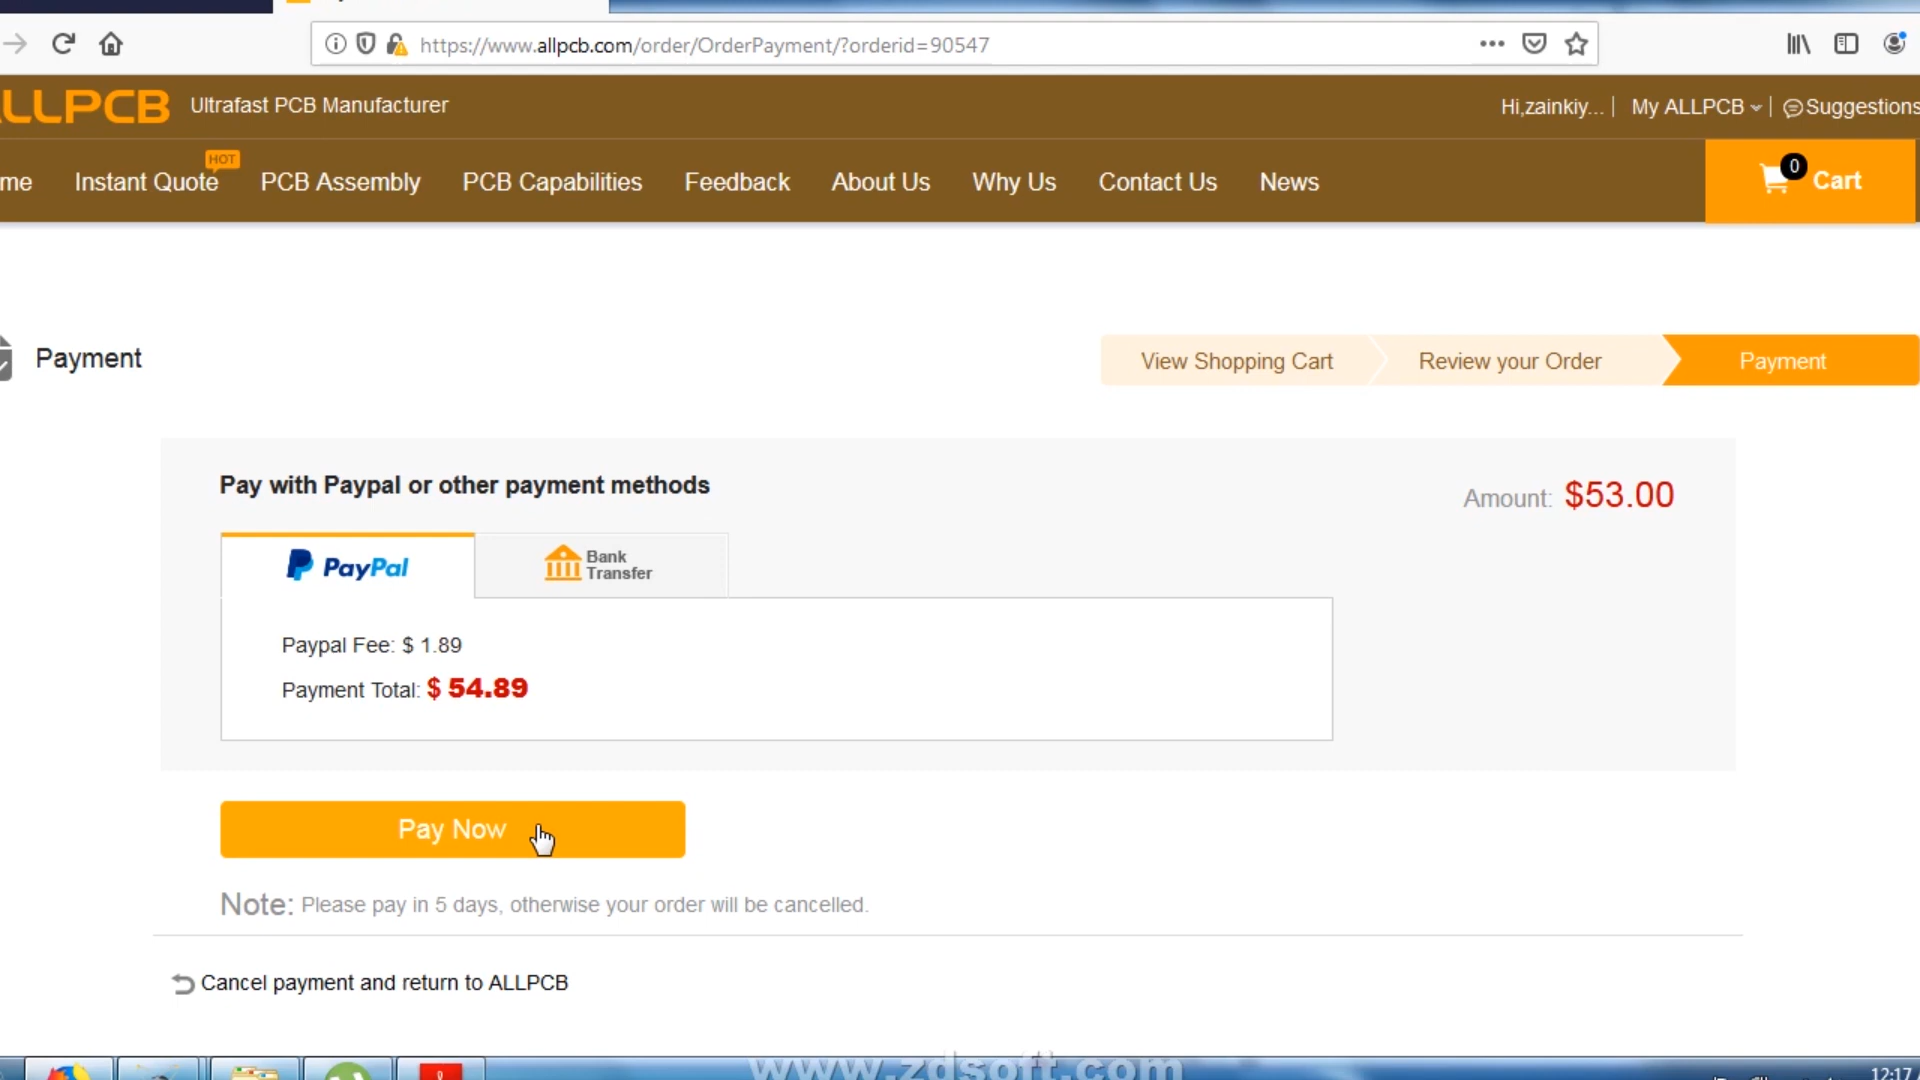 https://www.allpcb.com/order/OrderPayment/?orderid=90547
LLPCB Ultrafast PCB Manufacturer
Hi,zainkiy... My ALLPCB Suggestions
HOT
me Instant Quote PCB Assembly PCB Capabilities Feedback About Us Why Us Contact Us News 0 Cart
Payment
View Shopping Cart Review your Order Payment
Pay with Paypal or other payment methods
Amount: $53.00
PayPal
Bank
Transfer
Paypal Fee: $ 1.89
Payment Total: $ 54.89
Pay Now
Note: Please pay in 5 days, otherwise your order will be cancelled.
Cancel payment and return to ALLPCB
www.zdsoft.com
12:17